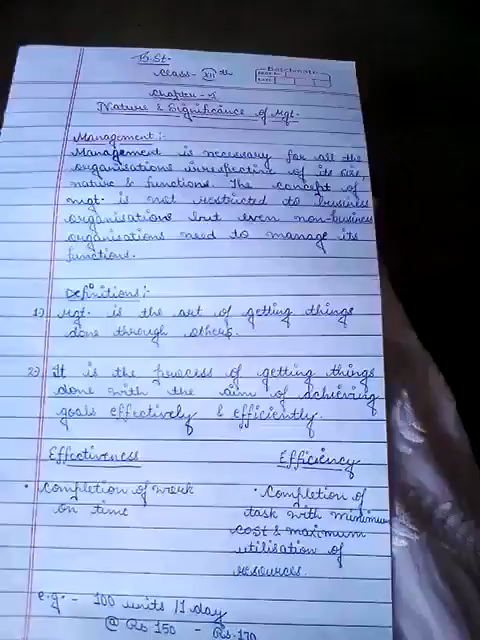 B.St.
Class - XII th
Chapter - 1
Nature & Significance of Mgt.
Management :-
Management is necessary for all the
organisations irrespective of its size,
nature & functions. The concept of
mgt. is not restricted to business
organisations but even non-business
organisations need to manage its
functions.
Definitions :-
1) Mgt. is the art of getting things
done through others.
2) It is the process of getting things
done with the aim of achieving
goals effectively & efficiently.
Effectiveness Efficiency
• Completion of work • Completion of
on time task with minimum
cost & maximum
utilisation of
resources.
e.g. - 100 units /1 day
@ Rs 150 - Rs. 170